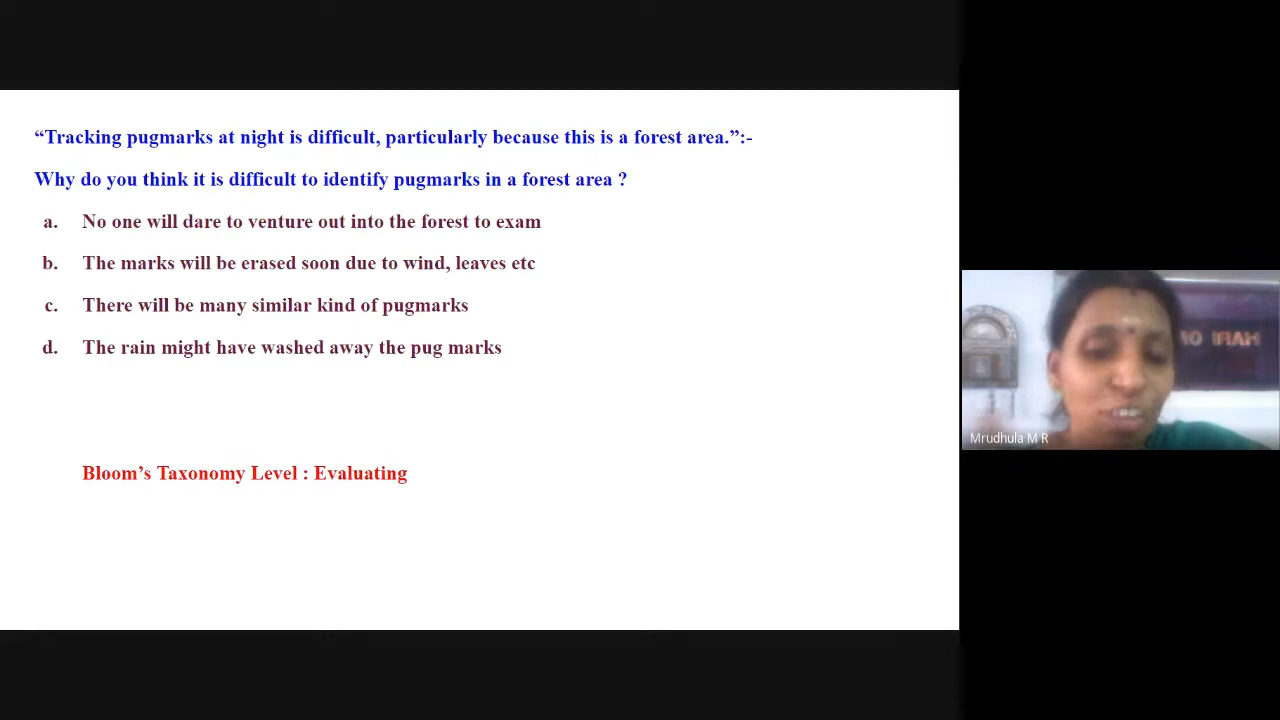 “Tracking pugmarks at night is difficult, particularly because this is a forest area.”:-
Why do you think it is difficult to identify pugmarks in a forest area ?
a. No one will dare to venture out into the forest to exam
b. The marks will be erased soon due to wind, leaves etc
c. There will be many similar kind of pugmarks
d. The rain might have washed away the pug marks
Bloom’s Taxonomy Level : Evaluating
HARI OM
Mrudhula M R